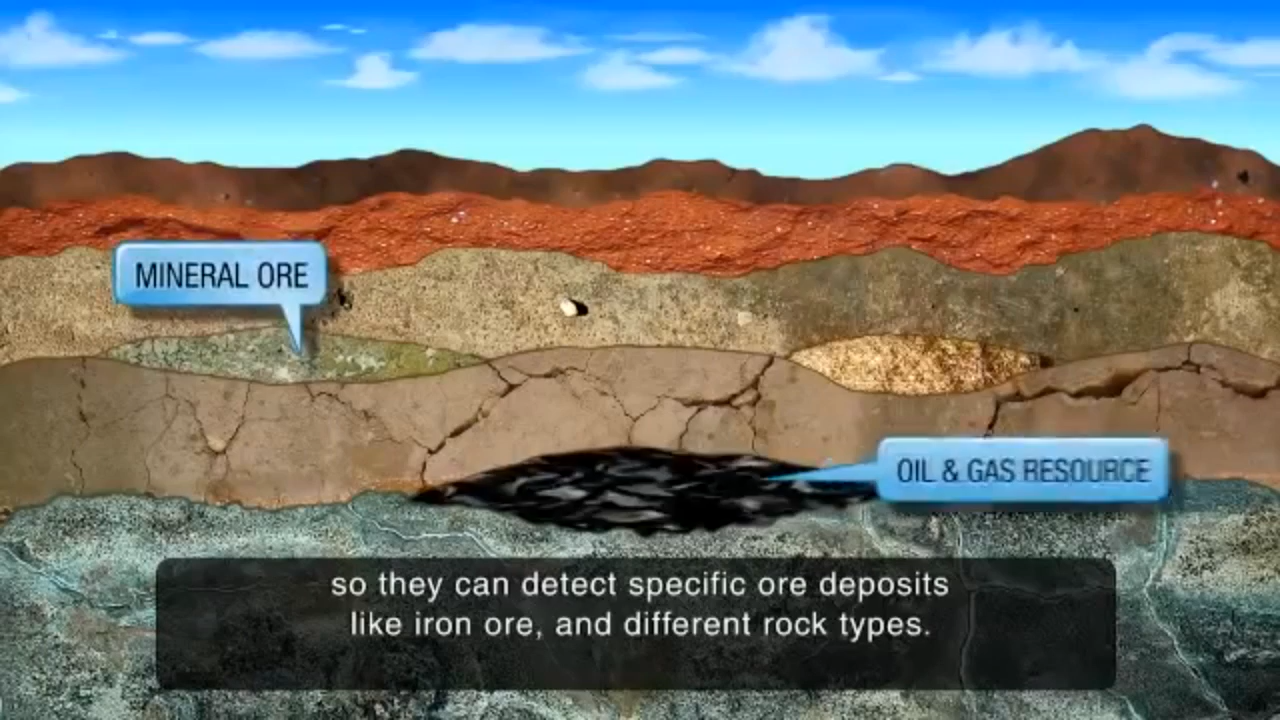 MINERAL ORE
OIL & GAS RESOURCE
so they can detect specific ore deposits
like iron ore, and different rock types.